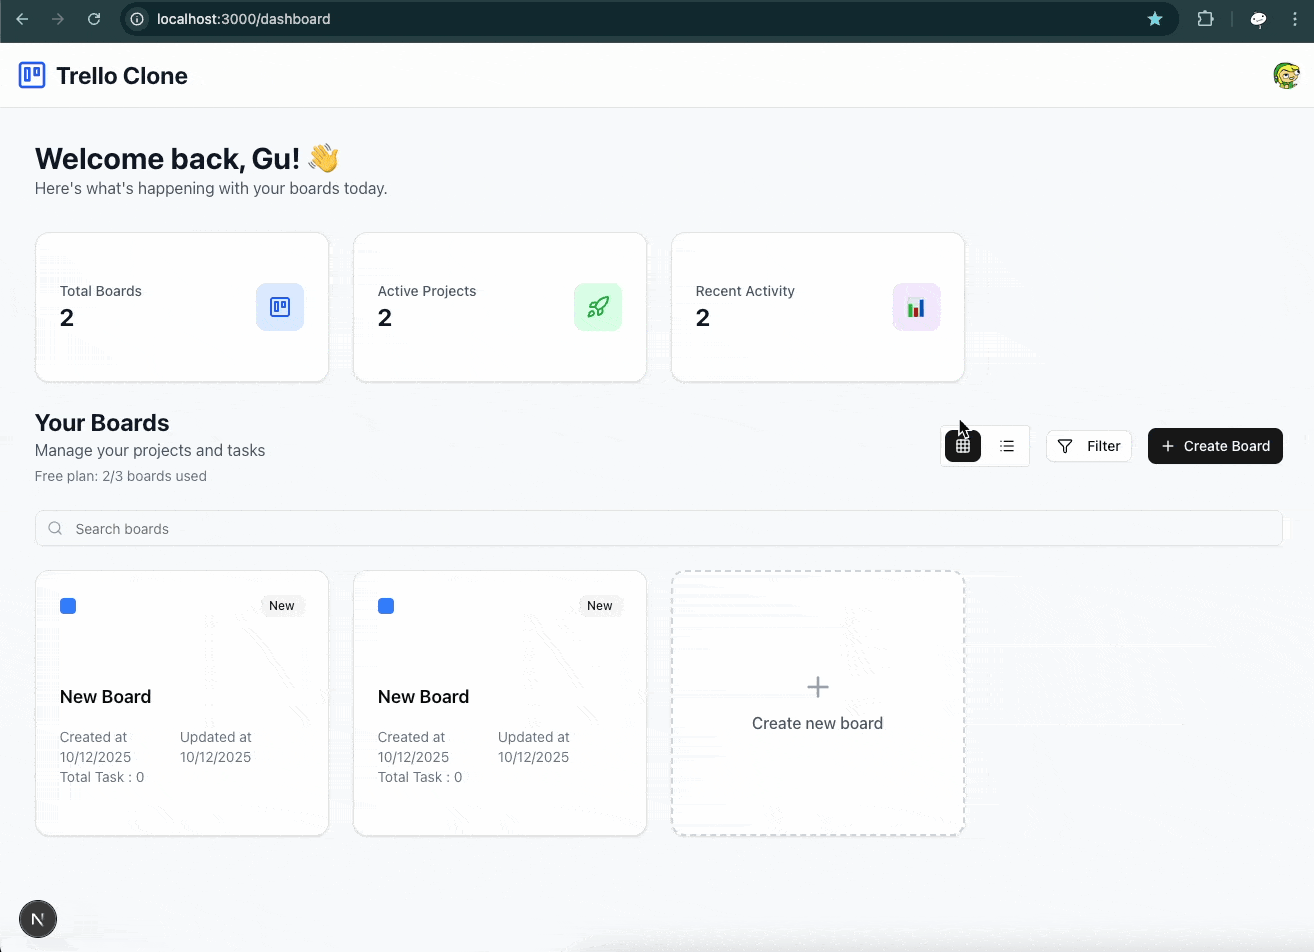 localhost:3000/dashboard
Trello Clone
Welcome back, Gu! 👋
Here's what's happening with your boards today.
Total Boards
2
Active Projects
2
Recent Activity
2
Your Boards
Manage your projects and tasks
Free plan: 2/3 boards used
Filter
Create Board
Search boards
New
New Board
Created at
10/12/2025
Updated at
10/12/2025
Total Task : 0
New
New Board
Created at
10/12/2025
Updated at
10/12/2025
Total Task : 0
Create new board
N